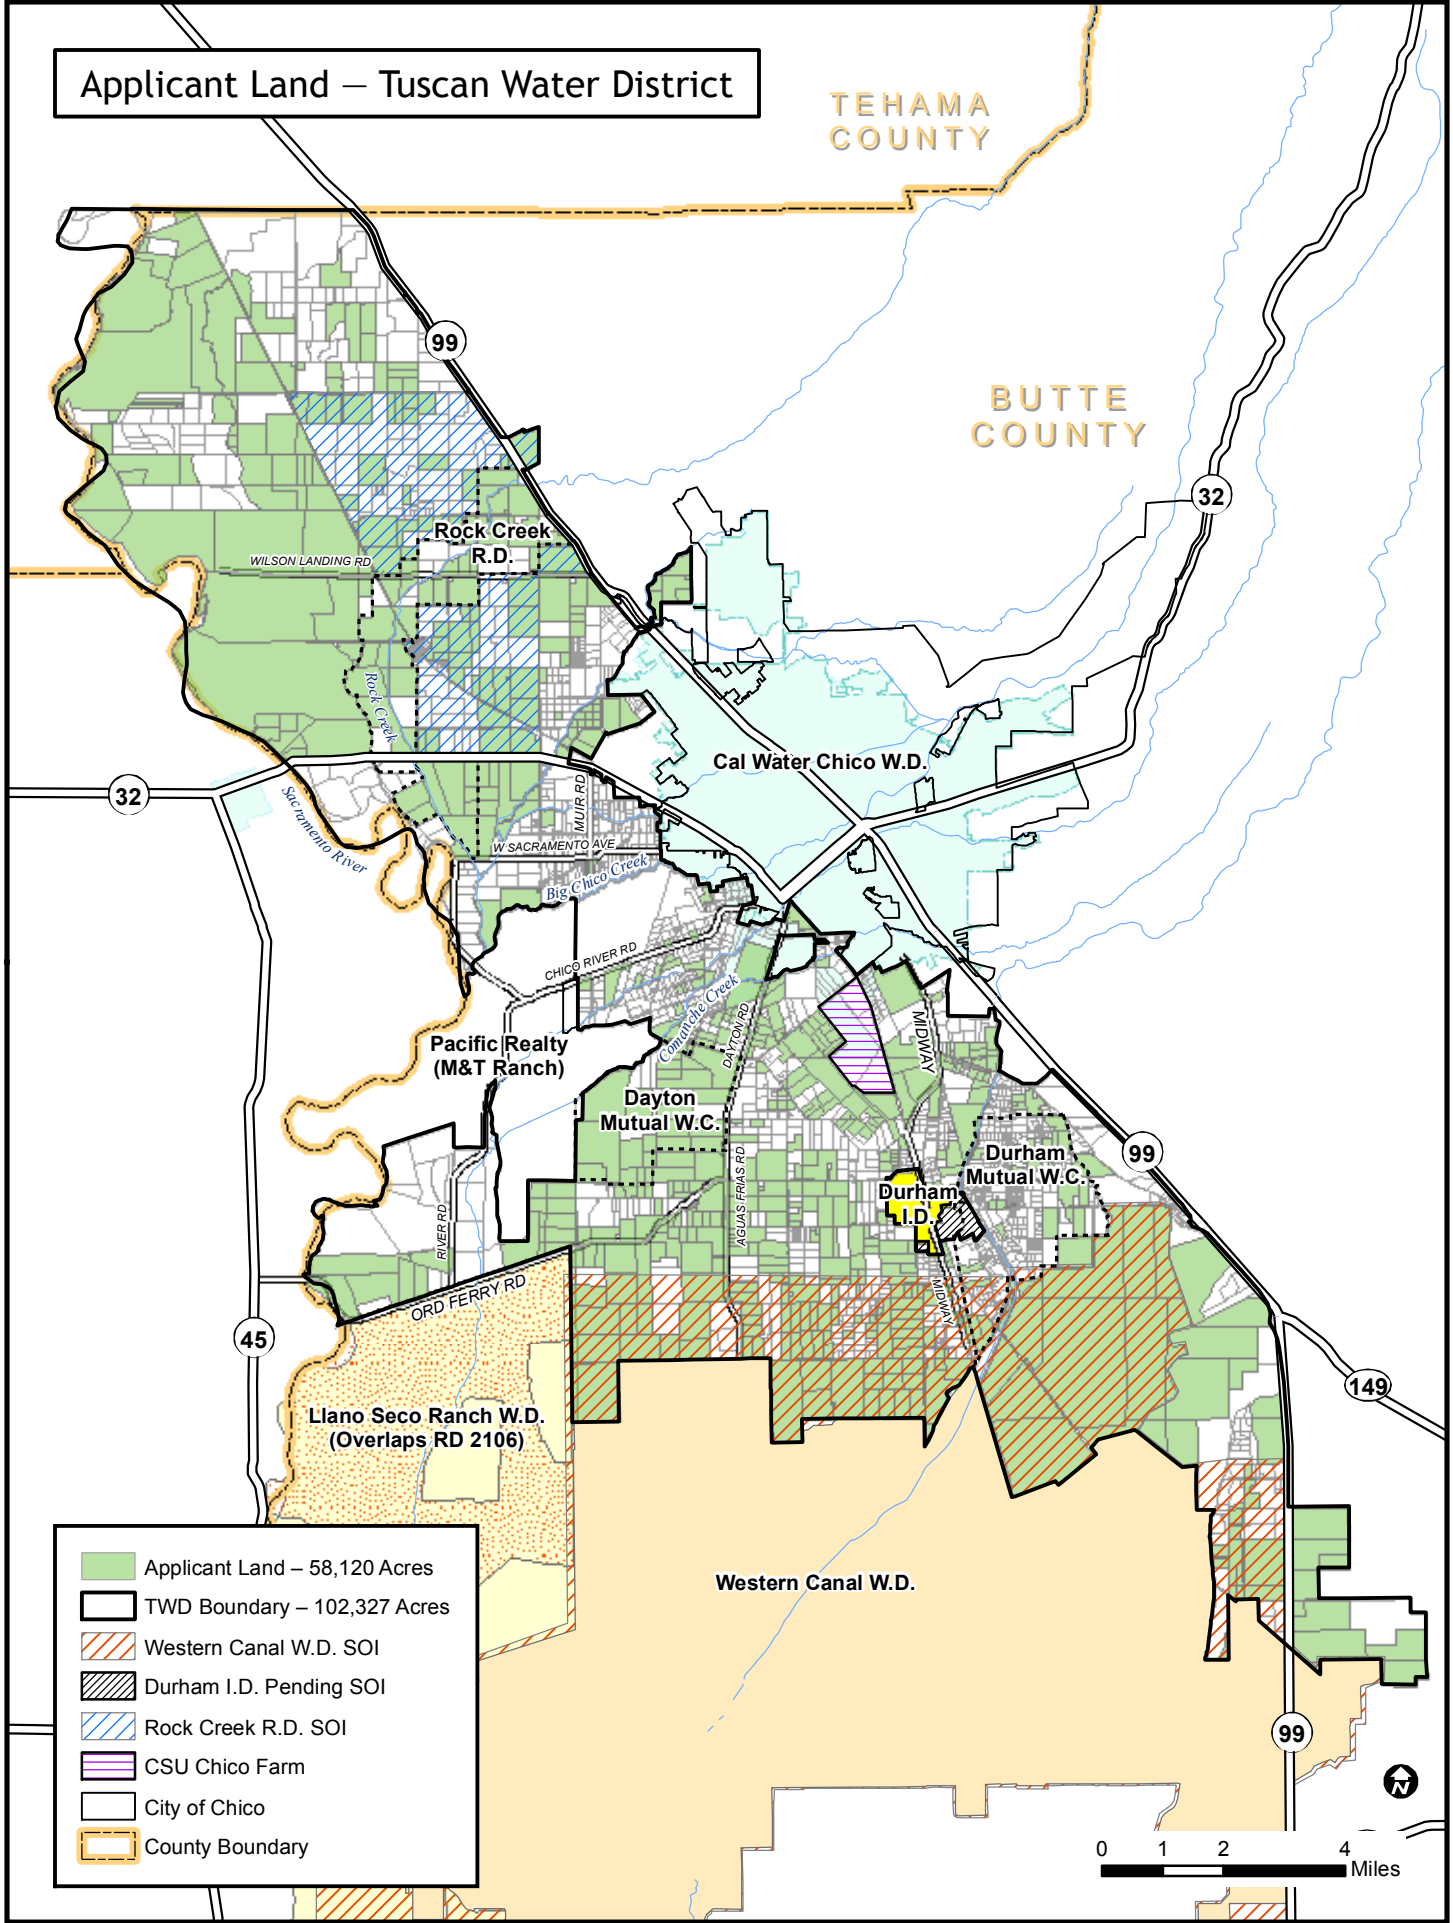 Applicant Land – Tuscan Water District
TEHAMA
COUNTY
99
BUTTE
COUNTY
32
Rock Creek
R.D.
WILSON LANDING RD
Rock Creek
Cal Water Chico W.D.
32
MUIR RD
Sacramento River
W SACRAMENTO AVE
Big Chico Creek
CHICO RIVER RD
Comanche Creek
DAYTON RD
MIDWAY
Pacific Realty
(M&T Ranch)
Dayton
Mutual W.C.
99
Durham
Mutual W.C.
Durham
I.D.
AGUAS FRIAS RD
RIVER RD
ORD FERRY RD
MIDWAY
45
149
Llano Seco Ranch W.D.
(Overlaps RD 2106)
Western Canal W.D.
99
Applicant Land – 58,120 Acres
TWD Boundary – 102,327 Acres
Western Canal W.D. SOI
Durham I.D. Pending SOI
Rock Creek R.D. SOI
CSU Chico Farm
City of Chico
County Boundary
N
0 1 2 4
Miles